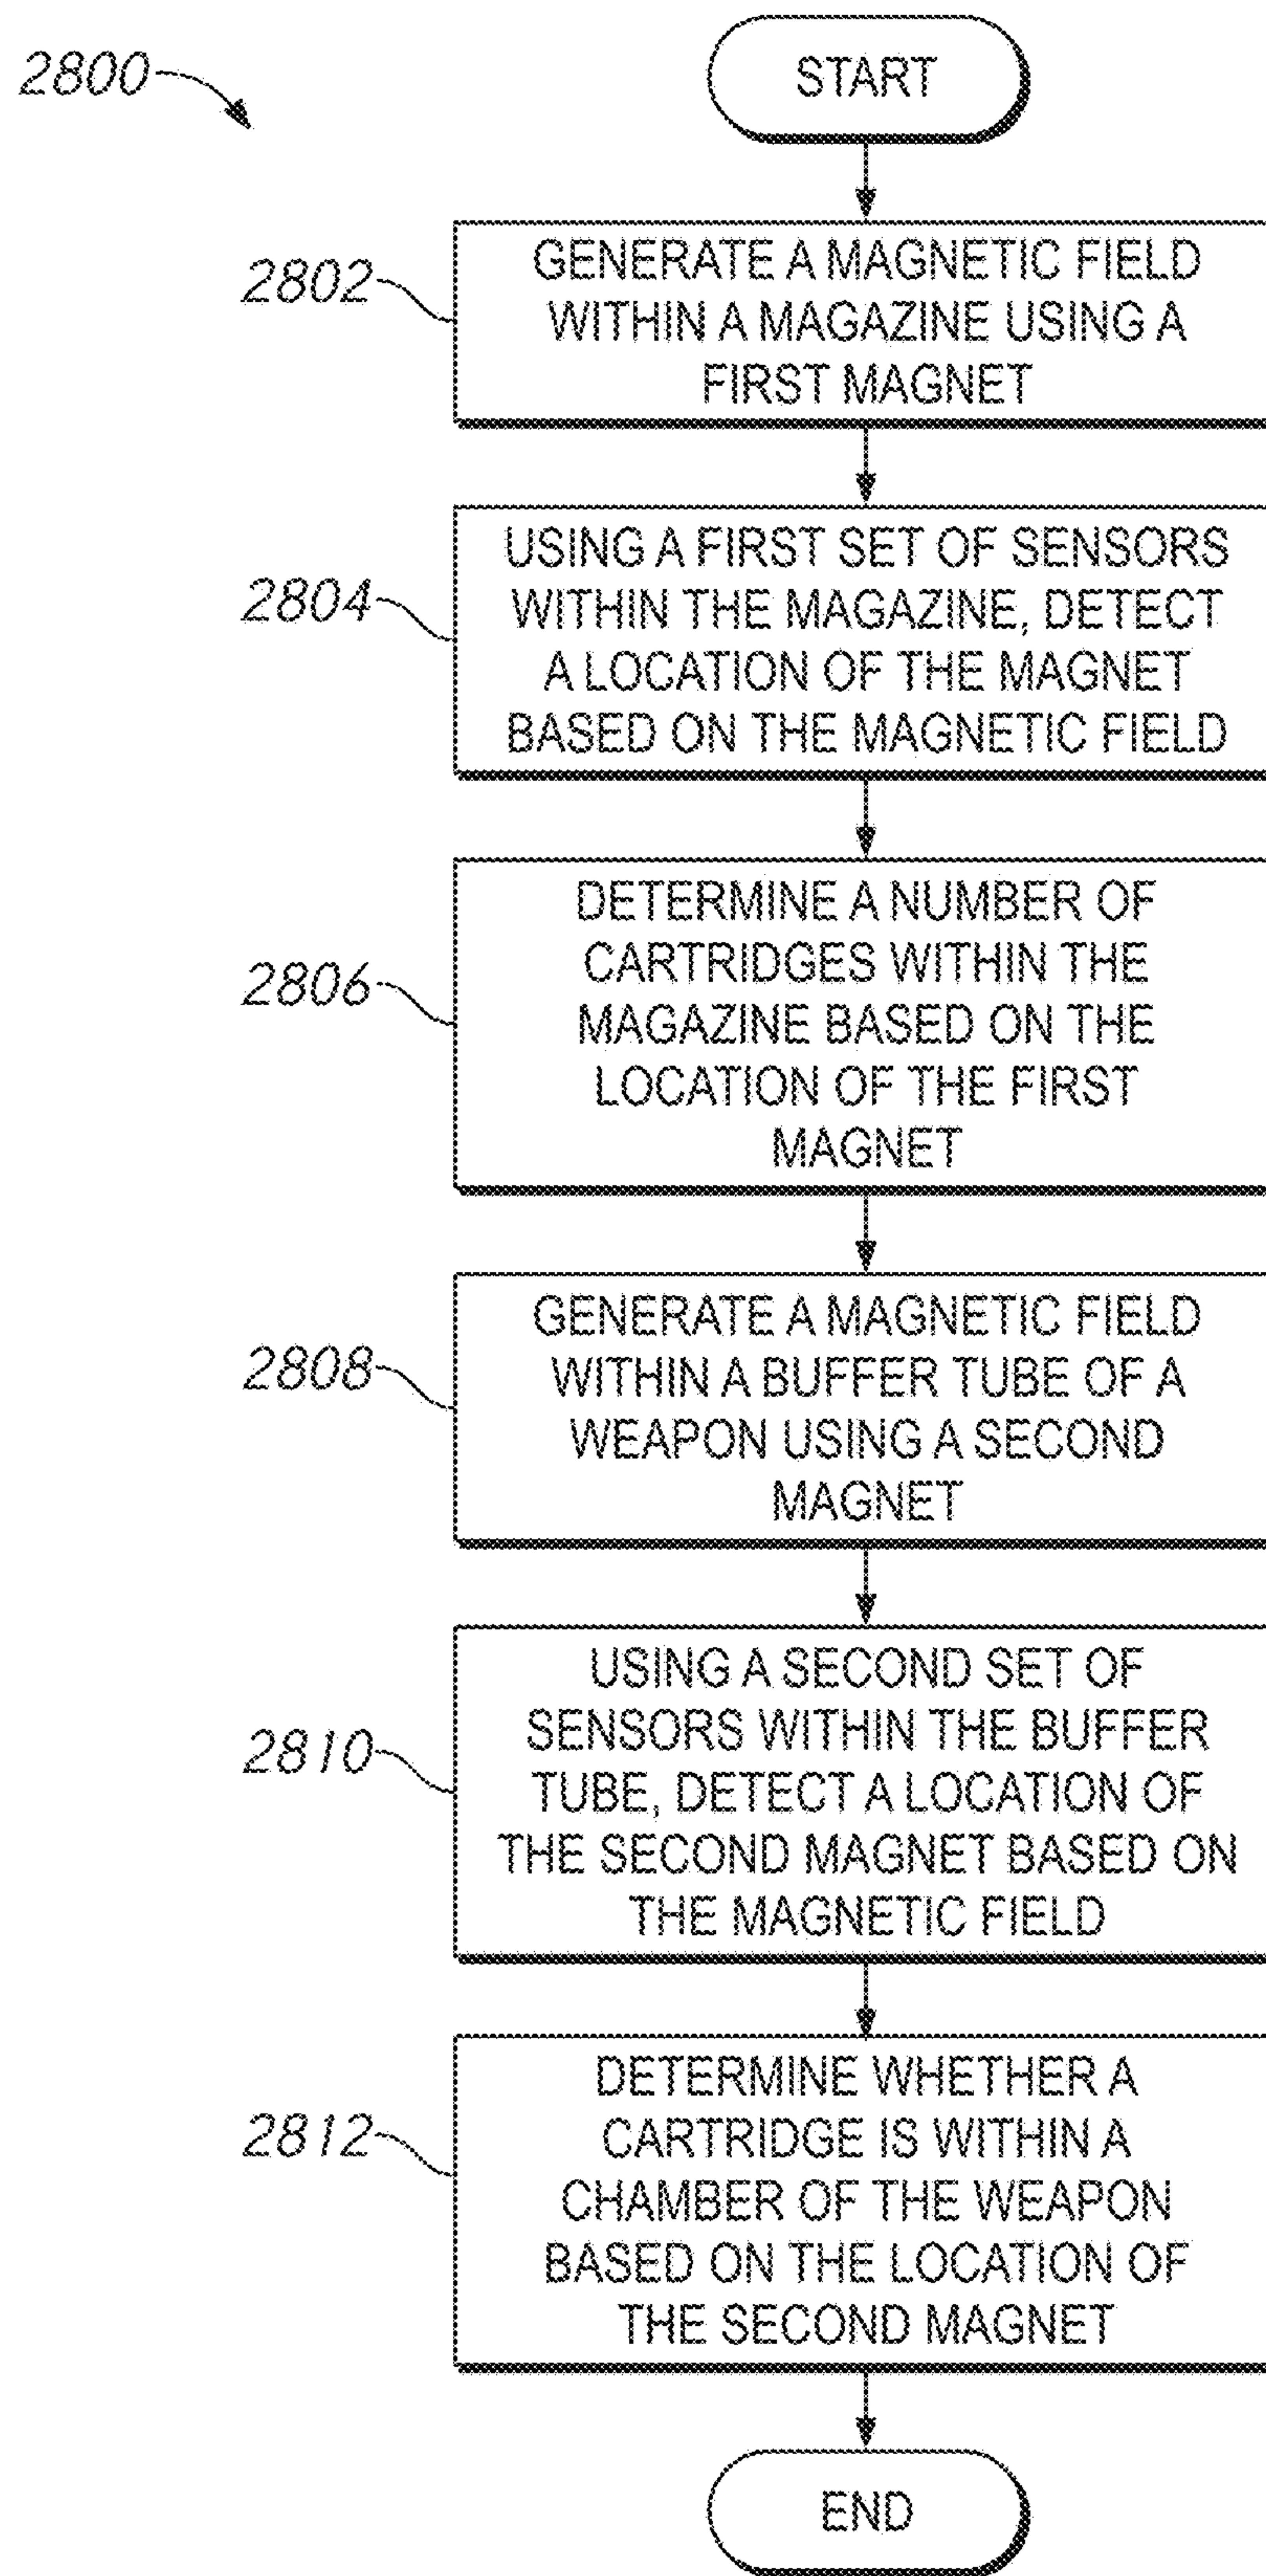 2800
START
2802
GENERATE A MAGNETIC FIELD
WITHIN A MAGAZINE USING A
FIRST MAGNET
2804
USING A FIRST SET OF SENSORS
WITHIN THE MAGAZINE, DETECT
A LOCATION OF THE MAGNET
BASED ON THE MAGNETIC FIELD
2806
DETERMINE A NUMBER OF
CARTRIDGES WITHIN THE
MAGAZINE BASED ON THE
LOCATION OF THE FIRST
MAGNET
2808
GENERATE A MAGNETIC FIELD
WITHIN A BUFFER TUBE OF A
WEAPON USING A SECOND
MAGNET
2810
USING A SECOND SET OF
SENSORS WITHIN THE BUFFER
TUBE, DETECT A LOCATION OF
THE SECOND MAGNET BASED ON
THE MAGNETIC FIELD
2812
DETERMINE WHETHER A
CARTRIDGE IS WITHIN A
CHAMBER OF THE WEAPON
BASED ON THE LOCATION OF
THE SECOND MAGNET
END